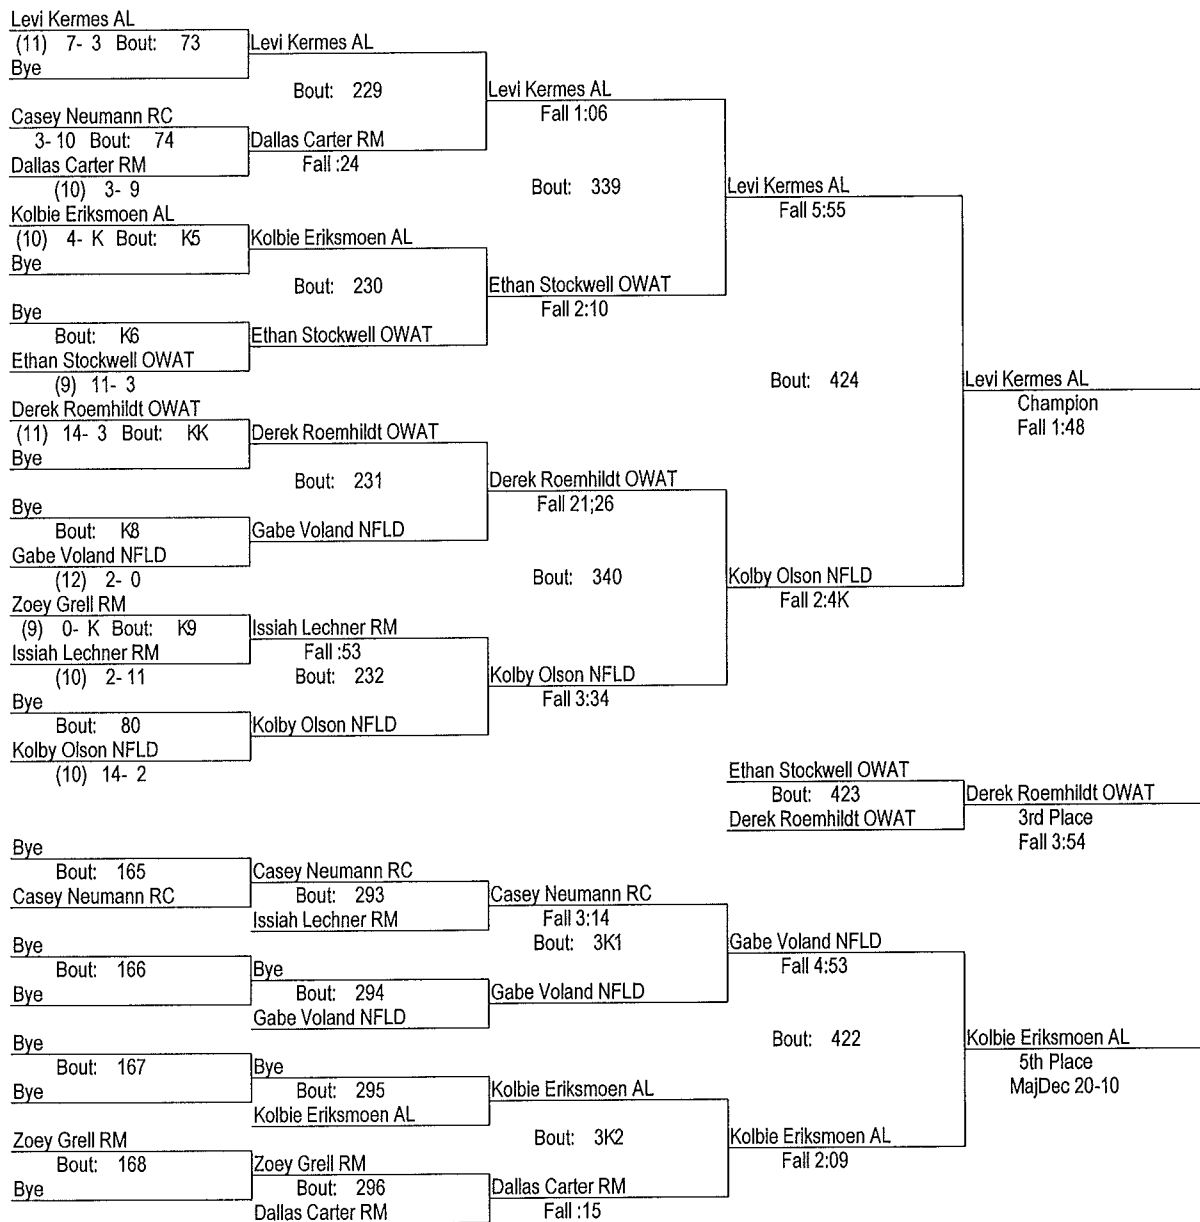 Levi Kermes AL
(11) 7- 3 Bout: 73
Bye
Levi Kermes AL
Bout: 229
Levi Kermes AL
Fall 1:06
Casey Neumann RC
3- 10 Bout: 74
Dallas Carter RM
(10) 3- 9
Dallas Carter RM
Fall :24
Bout: 339
Levi Kermes AL
Fall 5:55
Kolbie Eriksmoen AL
(10) 4- K Bout: K5
Bye
Kolbie Eriksmoen AL
Bout: 230
Ethan Stockwell OWAT
Fall 2:10
Bye
Bout: K6
Ethan Stockwell OWAT
(9) 11- 3
Ethan Stockwell OWAT
Bout: 424
Levi Kermes AL
Champion
Fall 1:48
Derek Roemhildt OWAT
(11) 14- 3 Bout: KK
Bye
Derek Roemhildt OWAT
Bout: 231
Derek Roemhildt OWAT
Fall 21;26
Bye
Bout: K8
Gabe Voland NFLD
(12) 2- 0
Gabe Voland NFLD
Bout: 340
Kolby Olson NFLD
Fall 2:4K
Zoey Grell RM
(9) 0- K Bout: K9
Issiah Lechner RM
(10) 2- 11
Issiah Lechner RM
Fall :53
Bout: 232
Kolby Olson NFLD
Fall 3:34
Bye
Bout: 80
Kolby Olson NFLD
(10) 14- 2
Kolby Olson NFLD
Ethan Stockwell OWAT
Bout: 423
Derek Roemhildt OWAT
Derek Roemhildt OWAT
3rd Place
Fall 3:54
Bye
Bout: 165
Casey Neumann RC
Casey Neumann RC
Bout: 293
Issiah Lechner RM
Casey Neumann RC
Fall 3:14
Bout: 3K1
Gabe Voland NFLD
Fall 4:53
Bye
Bout: 166
Bye
Bye
Bout: 294
Gabe Voland NFLD
Gabe Voland NFLD
Bout: 422
Kolbie Eriksmoen AL
5th Place
MajDec 20-10
Bye
Bout: 167
Bye
Bye
Bout: 295
Kolbie Eriksmoen AL
Kolbie Eriksmoen AL
Bout: 3K2
Kolbie Eriksmoen AL
Fall 2:09
Zoey Grell RM
Bout: 168
Bye
Zoey Grell RM
Bout: 296
Dallas Carter RM
Dallas Carter RM
Fall :15